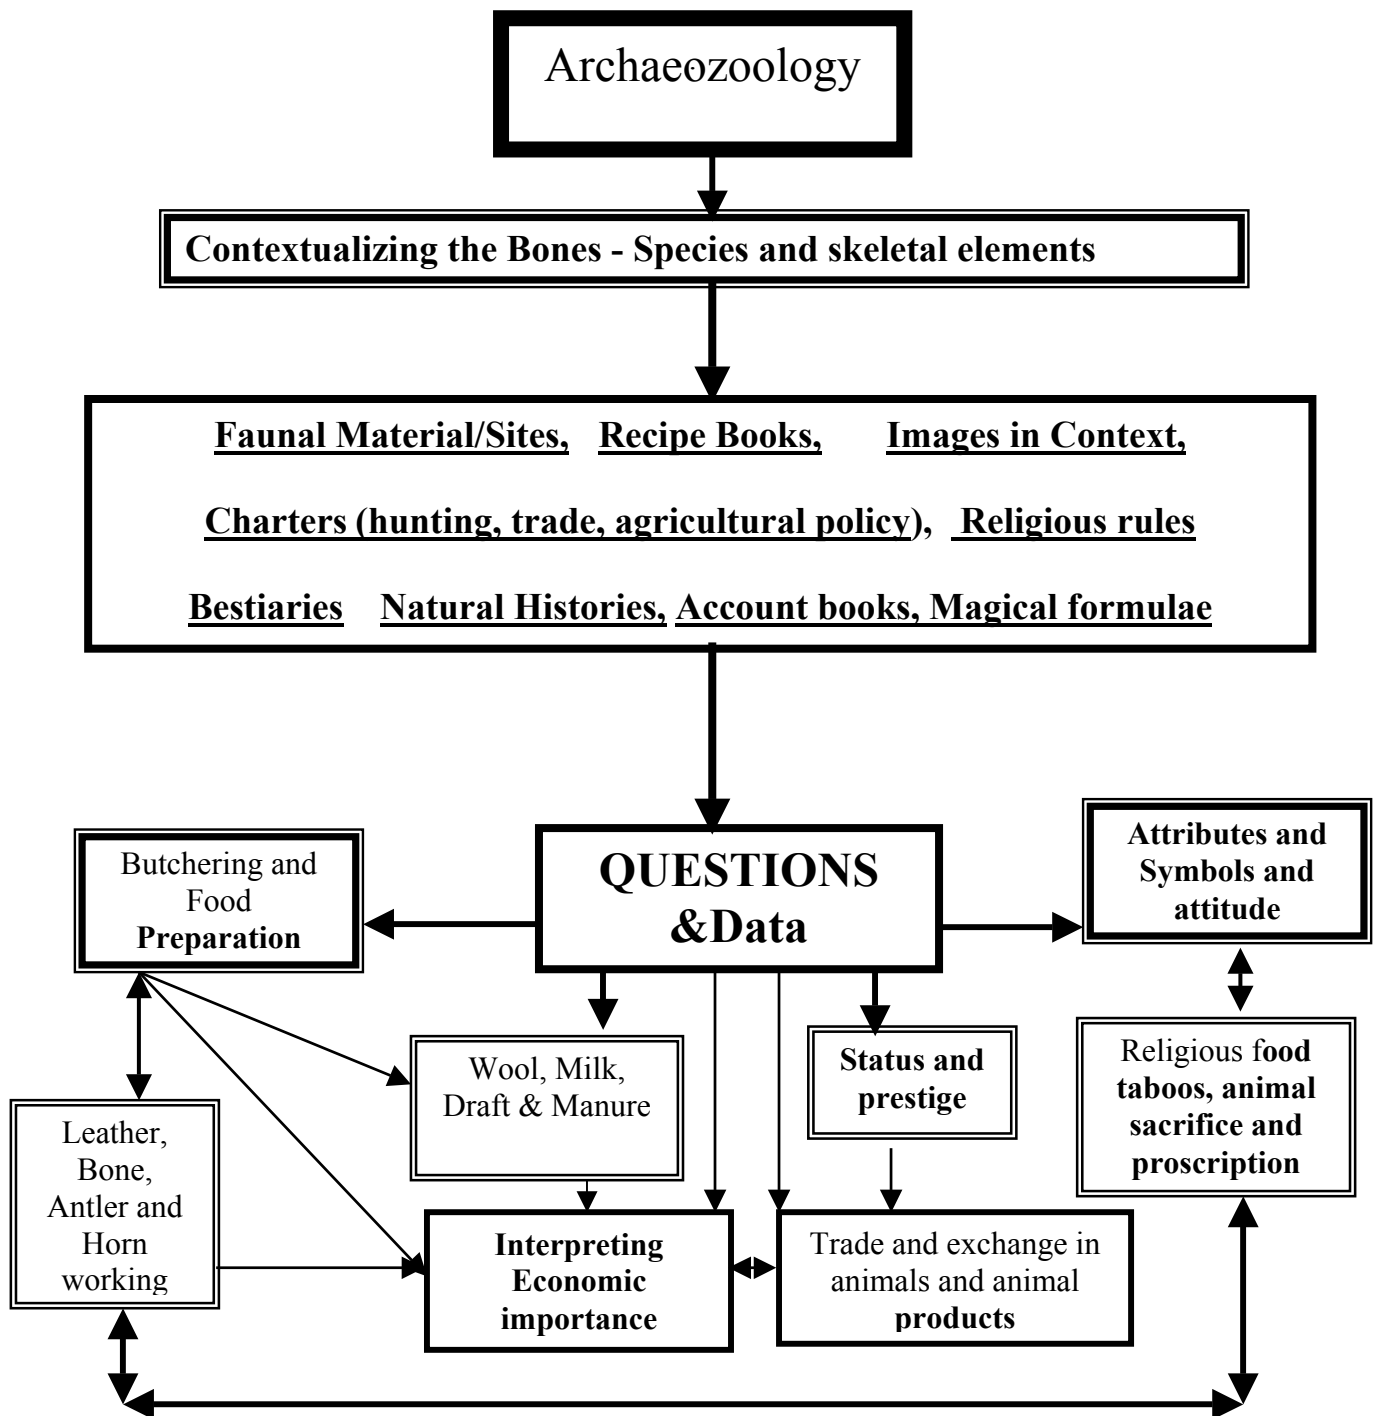 Archaeozoology
Contextualizing the Bones - Species and skeletal elements
Faunal Material/Sites, Recipe Books, Images in Context,
Charters (hunting, trade, agricultural policy), Religious rules
Bestiaries Natural Histories, Account books, Magical formulae
QUESTIONS
&Data
Butchering and
Food
Preparation
Attributes and
Symbols and
attitude
Wool, Milk,
Draft & Manure
Status and
prestige
Religious food
taboos, animal
sacrifice and
proscription
Leather,
Bone,
Antler and
Horn
working
Interpreting
Economic
importance
Trade and exchange in
animals and animal
products